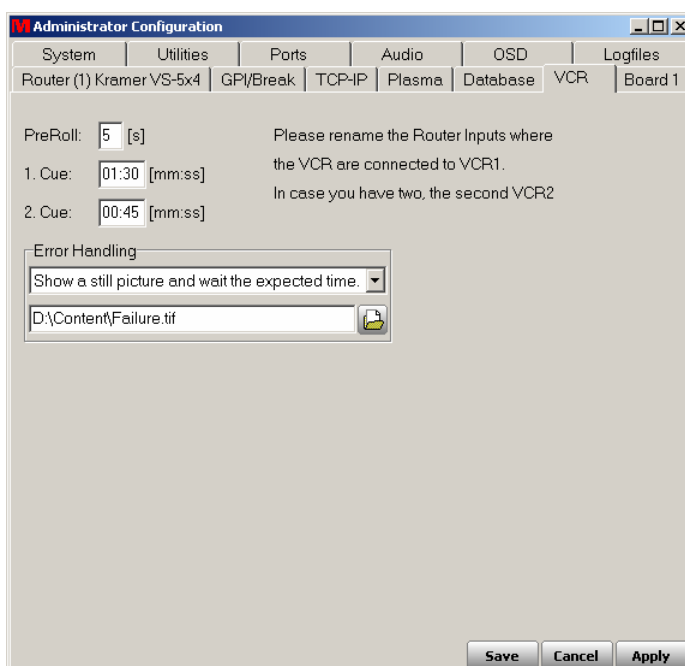 Administrator Configuration
System Utilities Ports Audio OSD Logfiles
Router (1) Kramer VS-5x4 GPI/Break TCP-IP Plasma Database VCR Board 1
PreRoll: 5 [s]
1. Cue: 01:30 [mm:ss]
2. Cue: 00:45 [mm:ss]
Please rename the Router Inputs where
the VCR are connected to VCR1.
In case you have two, the second VCR2
Error Handling
Show a still picture and wait the expected time.
D:\Content\Failure.tif
Save Cancel Apply